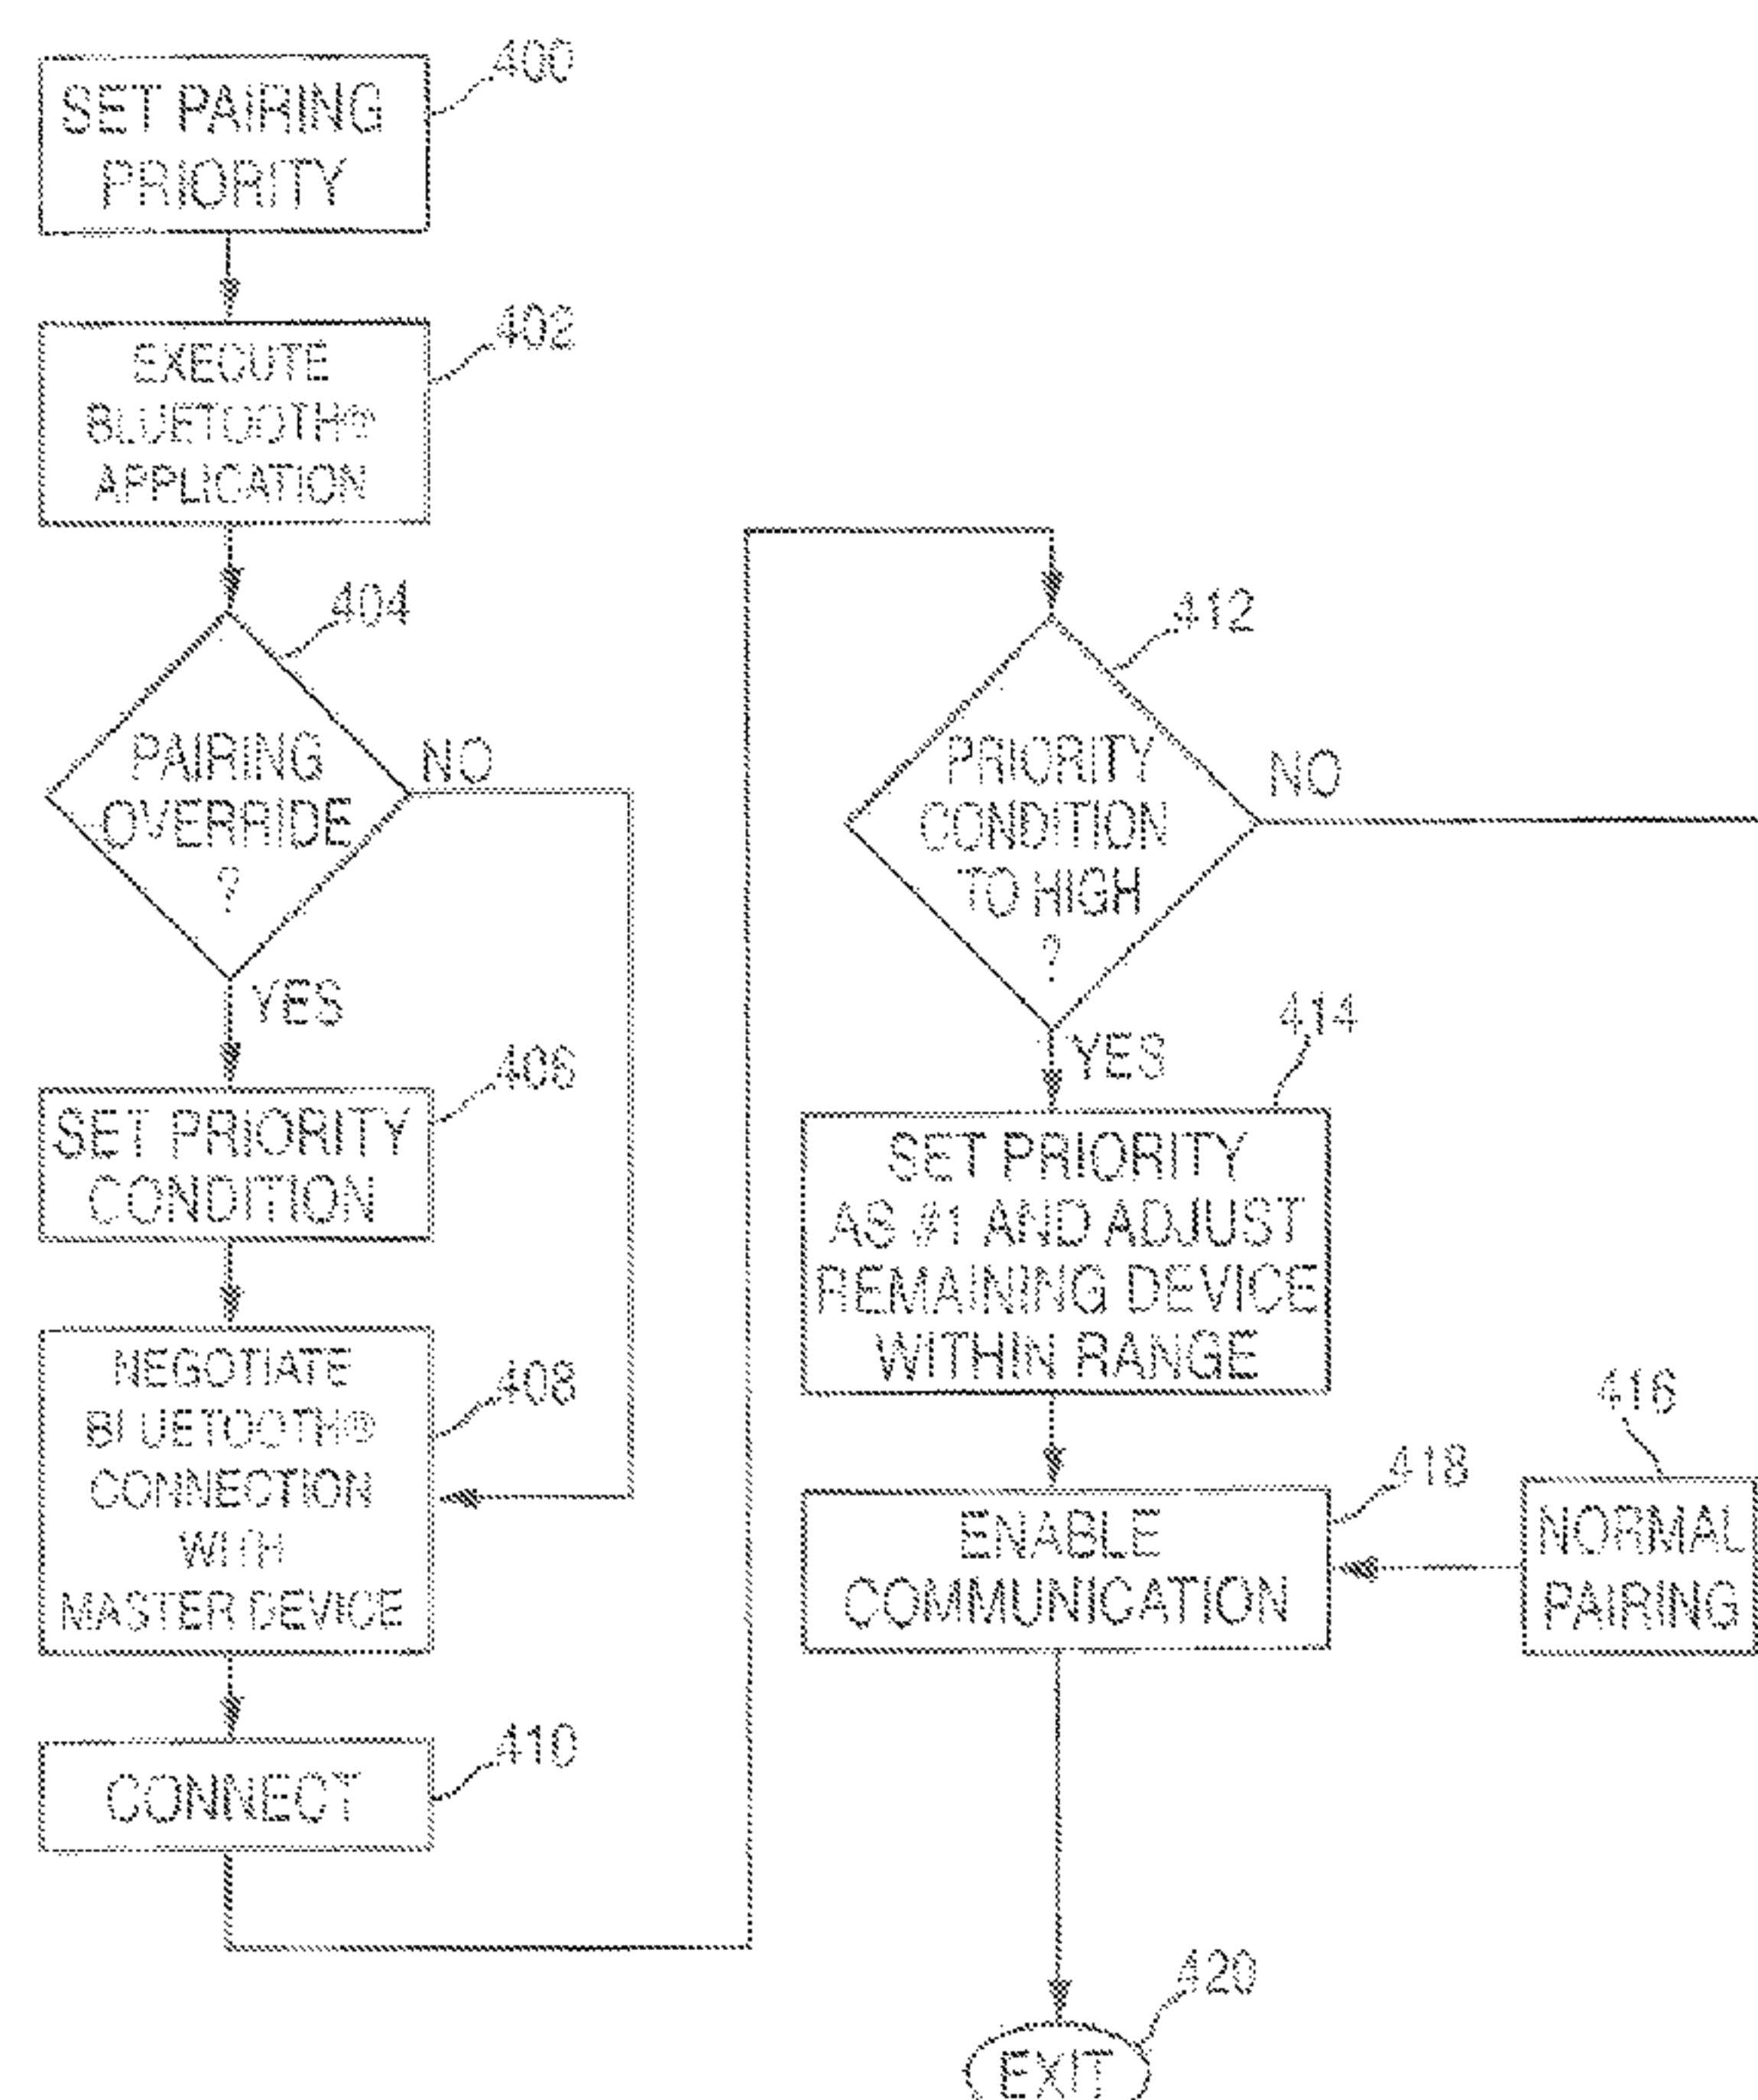 400
SET PAIRING
PRIORITY
402
EXECUTE
BLUETOOTH®
APPLICATION
404
PAIRING
OVERRIDE
?
NO
YES
406
SET PRIORITY
CONDITION
408
NEGOTIATE
BLUETOOTH®
CONNECTION
WITH
MASTER DEVICE
410
CONNECT
412
PRIORITY
CONDITION
TO HIGH
?
NO
YES
414
SET PRIORITY
AS #1 AND ADJUST
REMAINING DEVICE
WITHIN RANGE
416
NORMAL
PAIRING
418
ENABLE
COMMUNICATION
420
EXIT